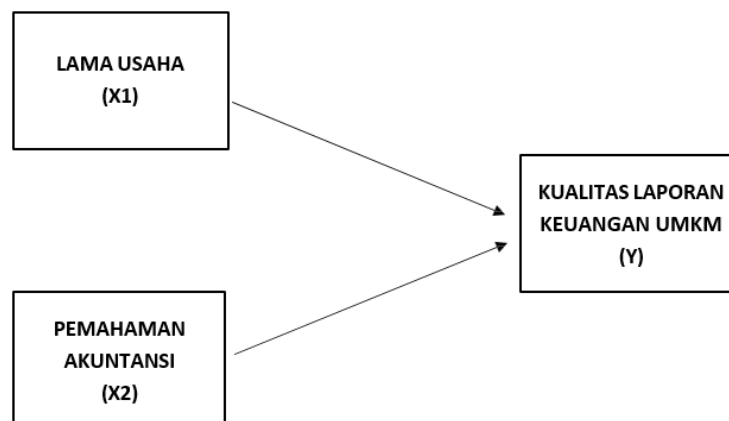 LAMA USAHA
(X1)
KUALITAS LAPORAN
KEUANGAN UMKM
(Y)
PEMAHAMAN
AKUNTANSI
(X2)